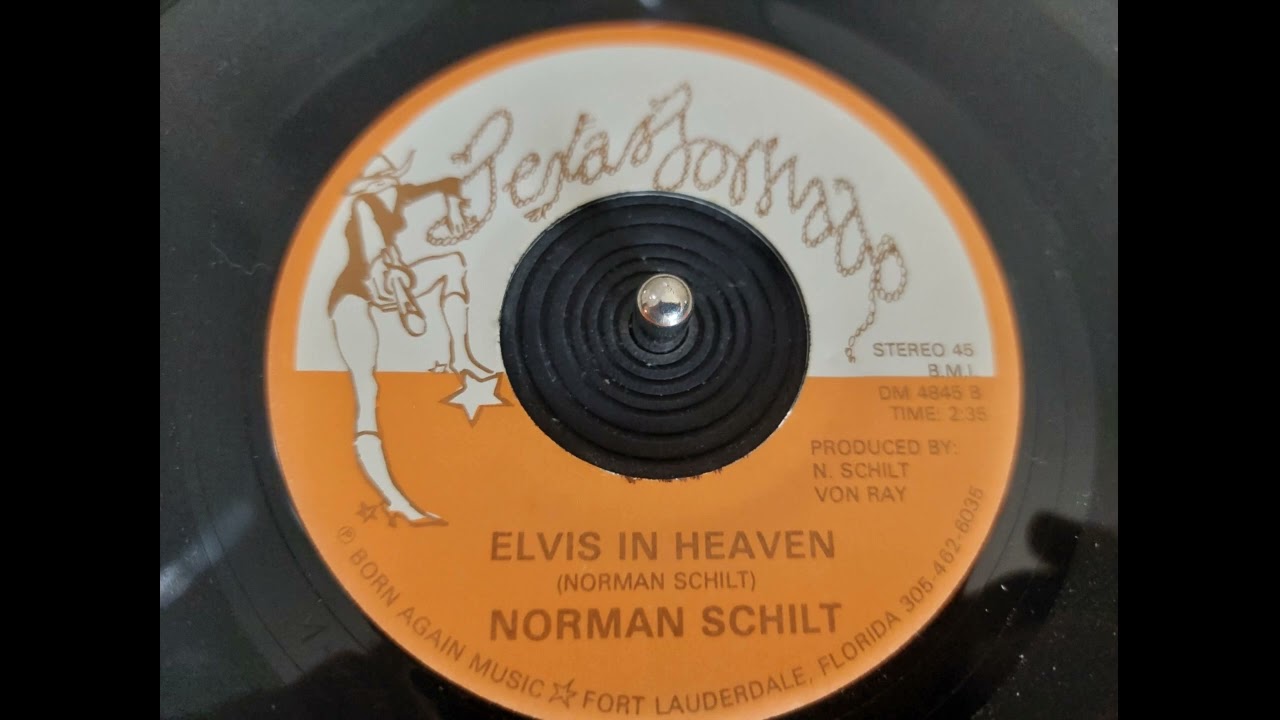 Texas Tornado
STEREO 45
B.M.I.
DM 4845 B
TIME: 2:35
PRODUCED BY:
N. SCHILT
VON RAY
ELVIS IN HEAVEN
(NORMAN SCHILT)
NORMAN SCHILT
℗ BORN AGAIN MUSIC ☆ FORT LAUDERDALE, FLORIDA 305-462-6035